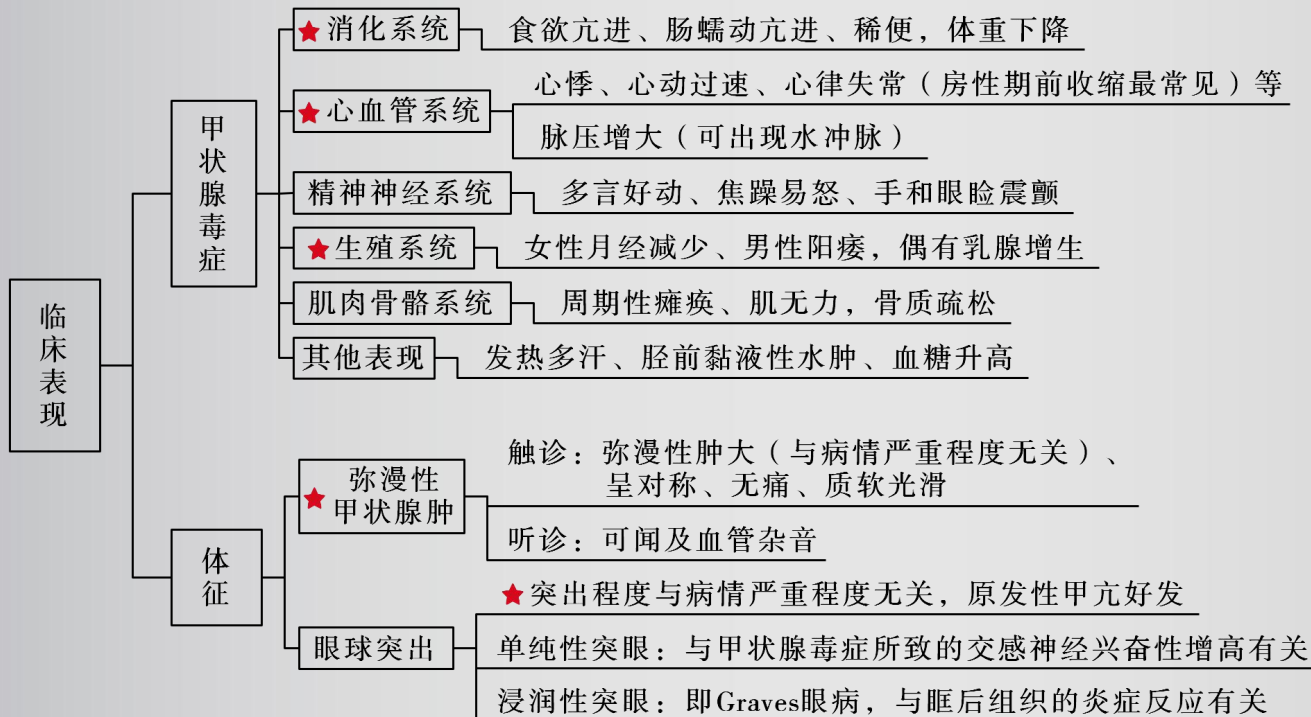 临床表现
甲状腺毒症
★消化系统
食欲亢进、肠蠕动亢进、稀便，体重下降
★心血管系统
心悸、心动过速、心律失常（房性期前收缩最常见）等
脉压增大（可出现水冲脉）
精神神经系统
多言好动、焦躁易怒、手和眼睑震颤
★生殖系统
女性月经减少、男性阳痿，偶有乳腺增生
肌肉骨骼系统
周期性瘫痪、肌无力，骨质疏松
其他表现
发热多汗、胫前黏液性水肿、血糖升高
体征
★弥漫性
甲状腺肿
触诊：弥漫性肿大（与病情严重程度无关）、
呈对称、无痛、质软光滑
听诊：可闻及血管杂音
眼球突出
★突出程度与病情严重程度无关，原发性甲亢好发
单纯性突眼：与甲状腺毒症所致的交感神经兴奋性增高有关
浸润性突眼：即Graves眼病，与眶后组织的炎症反应有关